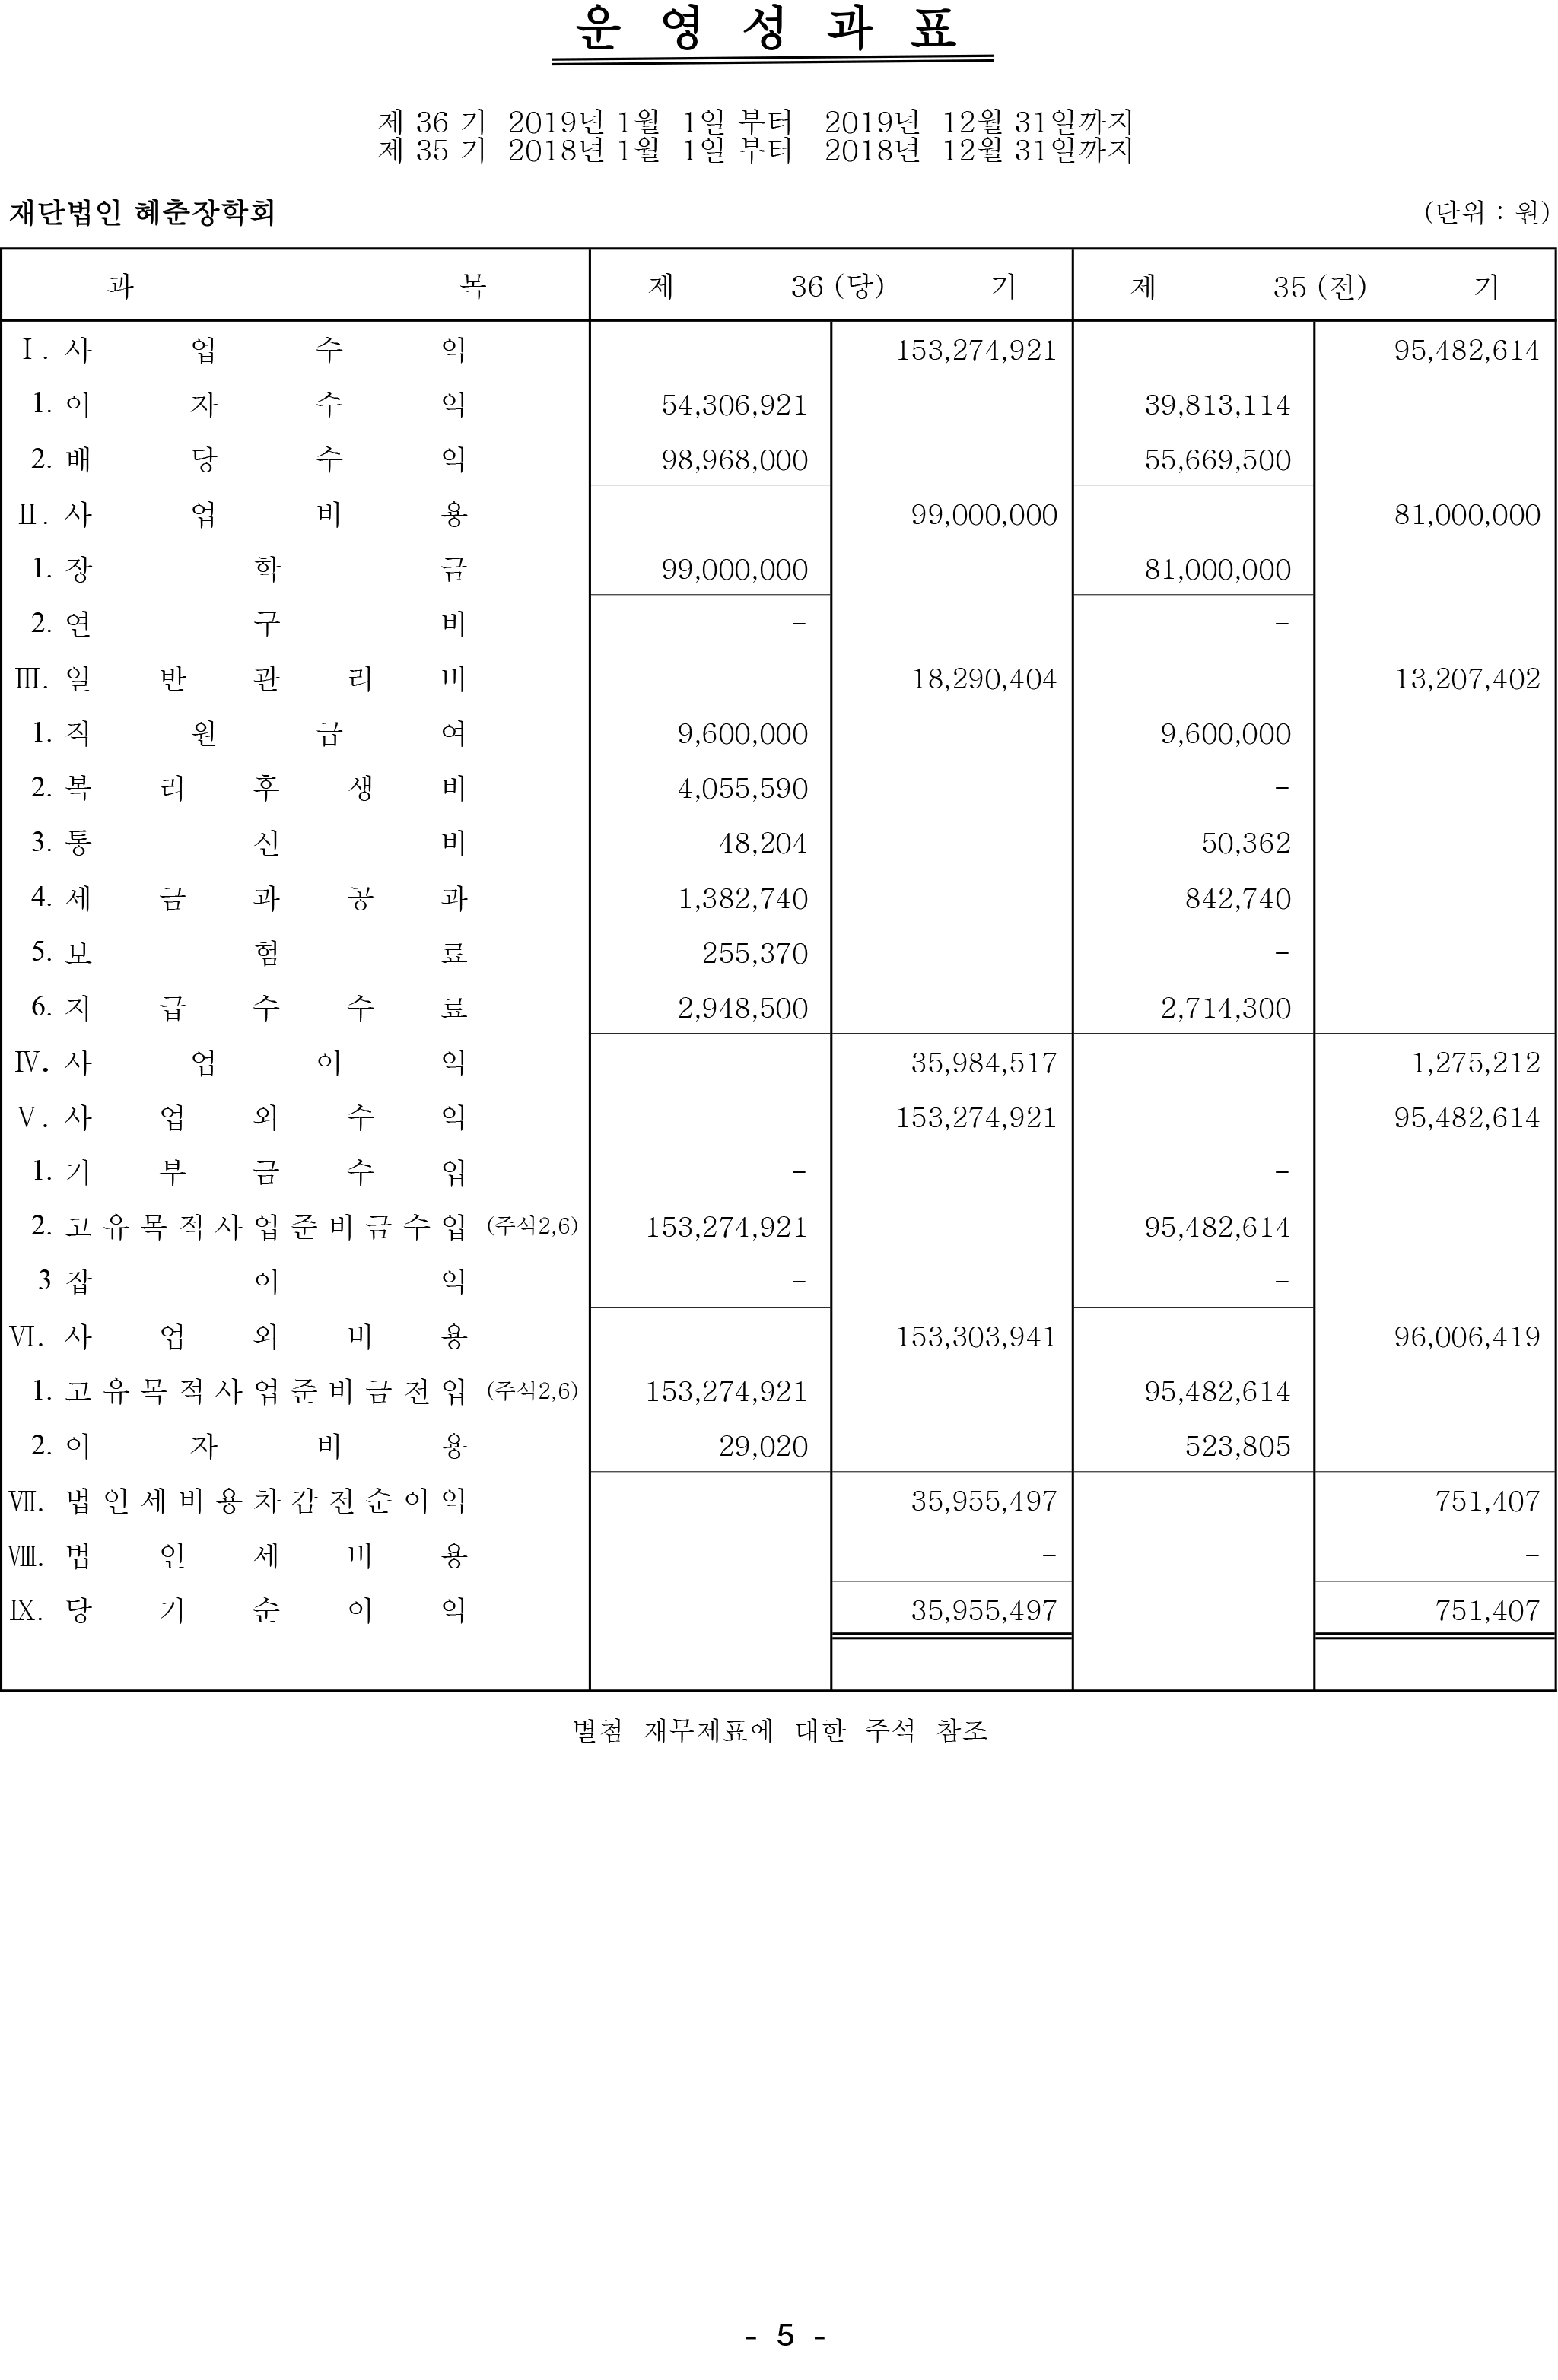 운 영 성 과 표
제 36 기 2019년 1월 1일 부터 2019년 12월 31일까지
제 35 기 2018년 1월 1일 부터 2018년 12월 31일까지
재단법인 혜춘장학회 (단위 : 원)
과 목 제 36 (당) 기 제 35 (전) 기
Ⅰ. 사 업 수 익 153,274,921 95,482,614
1. 이 자 수 익 54,306,921 39,813,114
2. 배 당 수 익 98,968,000 55,669,500
Ⅱ. 사 업 비 용 99,000,000 81,000,000
1. 장 학 금 99,000,000 81,000,000
2. 연 구 비 - -
Ⅲ. 일 반 관 리 비 18,290,404 13,207,402
1. 직 원 급 여 9,600,000 9,600,000
2. 복 리 후 생 비 4,055,590 -
3. 통 신 비 48,204 50,362
4. 세 금 과 공 과 1,382,740 842,740
5. 보 험 료 255,370 -
6. 지 급 수 수 료 2,948,500 2,714,300
Ⅳ. 사 업 이 익 35,984,517 1,275,212
Ⅴ. 사 업 외 수 익 153,274,921 95,482,614
1. 기 부 금 수 입 - -
2. 고 유 목 적 사 업 준 비 금 수 입 (주석2,6) 153,274,921 95,482,614
3 잡 이 익 - -
Ⅵ. 사 업 외 비 용 153,303,941 96,006,419
1. 고 유 목 적 사 업 준 비 금 전 입 (주석2,6) 153,274,921 95,482,614
2. 이 자 비 용 29,020 523,805
Ⅶ. 법 인 세 비 용 차 감 전 순 이 익 35,955,497 751,407
Ⅷ. 법 인 세 비 용 - -
Ⅸ. 당 기 순 이 익 35,955,497 751,407
별첨 재무제표에 대한 주석 참조
- 5 -